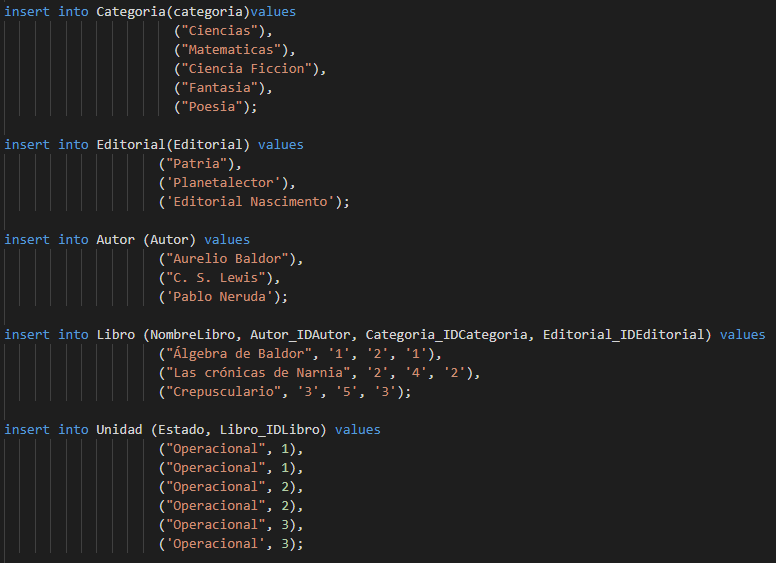 insert into Categoria(categoria)values
("Ciencias"),
("Matematicas"),
("Ciencia Ficcion"),
("Fantasia"),
("Poesia");
insert into Editorial(Editorial) values
("Patria"),
('Planetalector'),
('Editorial Nascimento');
insert into Autor (Autor) values
("Aurelio Baldor"),
("C. S. Lewis"),
('Pablo Neruda');
insert into Libro (NombreLibro, Autor_IDAutor, Categoria_IDCategoria, Editorial_IDEditorial) values
("Álgebra de Baldor", '1', '2', '1'),
("Las crónicas de Narnia", '2', '4', '2'),
("Crepusculario", '3', '5', '3');
insert into Unidad (Estado, Libro_IDLibro) values
("Operacional", 1),
("Operacional", 1),
("Operacional", 2),
("Operacional", 2),
("Operacional", 3),
('Operacional', 3);